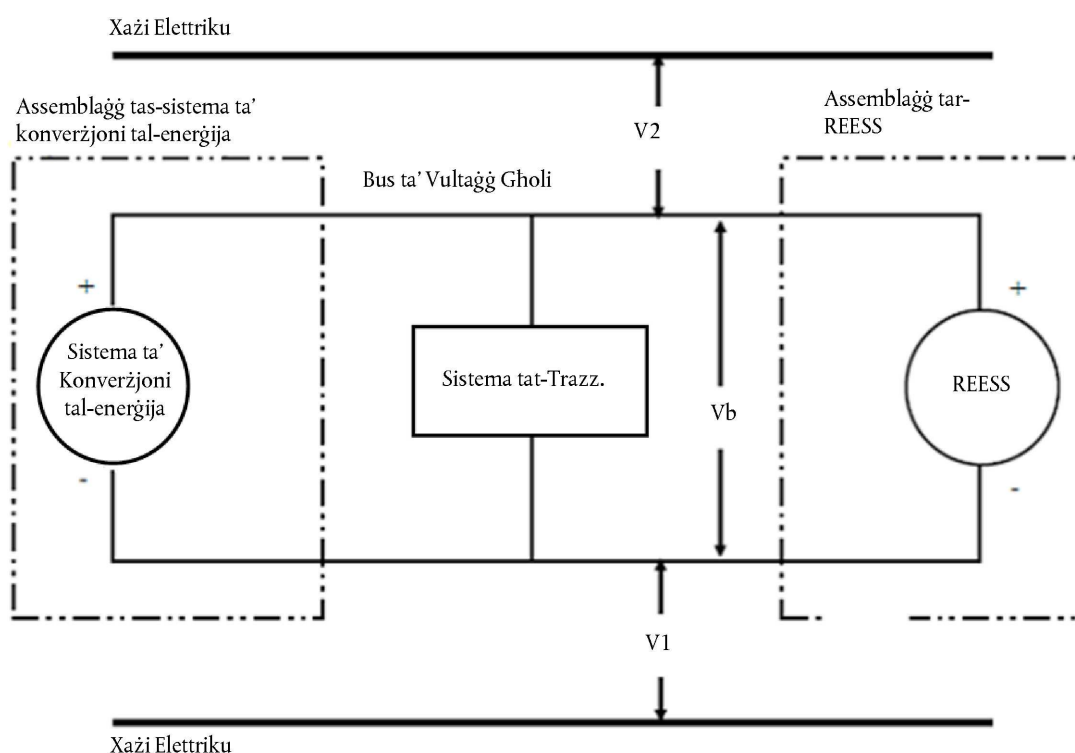 Xażi Elettriku
Assemblaġġ tas-sistema ta'
konverżjoni tal-enerġija
Assemblaġġ tar-
REESS
V2
Bus ta' Vultaġġ Għoli
+
+
Sistema ta'
Konverżjoni
tal-enerġija
Sistema tat-Trazz.
REESS
Vb
-
-
V1
Xażi Elettriku